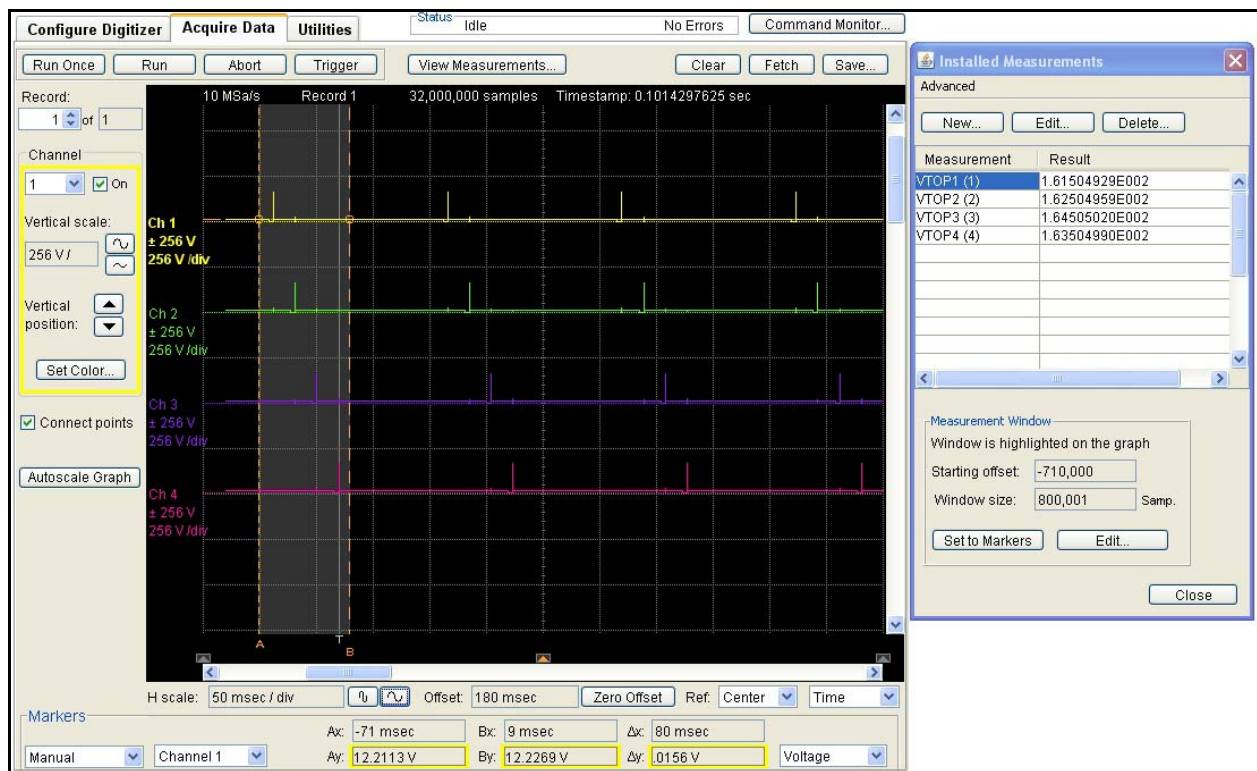 Configure Digitizer Acquire Data Utilities Status Idle No Errors Command Monitor...
Run Once Run Abort Trigger View Measurements... Clear Fetch Save...
Record:
1 of 1
10 MSa/s Record 1 32,000,000 samples Timestamp: 0.1014297625 sec
Channel
1 On
Vertical scale:
256 V /
Vertical
position:
Set Color...
Connect points
Autoscale Graph
Ch 1
± 256 V
256 V /div
Ch 2
± 256 V
256 V /div
Ch 3
± 256 V
256 V /div
Ch 4
± 256 V
256 V /div
T
A B
H scale: 50 msec / div Offset: 180 msec Zero Offset Ref: Center Time
Markers
Ax: -71 msec Bx: 9 msec Δx: 80 msec
Manual Channel 1 Ay: 12.2113 V By: 12.2269 V Δy: .0156 V Voltage
Installed Measurements
Advanced
New... Edit... Delete...
Measurement Result
VTOP1 (1) 1.61504929E002
VTOP2 (2) 1.62504959E002
VTOP3 (3) 1.64505020E002
VTOP4 (4) 1.63504990E002
Measurement Window
Window is highlighted on the graph
Starting offset: -710,000
Window size: 800,001 Samp.
Set to Markers Edit...
Close